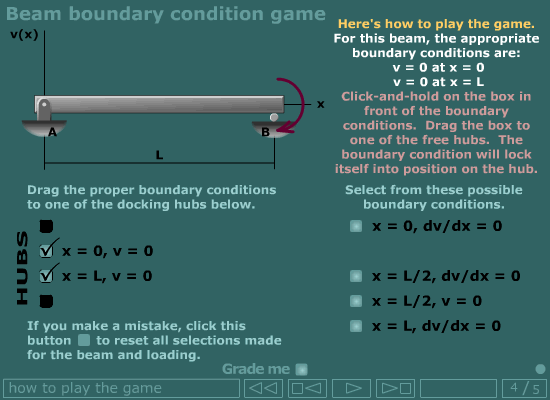 Beam boundary condition game
v(x)
x
A
B
L
Here's how to play the game.
For this beam, the appropriate
boundary conditions are:
v = 0 at x = 0
v = 0 at x = L
Click-and-hold on the box in
front of the boundary
conditions. Drag the box to
one of the free hubs. The
boundary condition will lock
itself into position on the hub.
Drag the proper boundary conditions
to one of the docking hubs below.
HUBS
x = 0, v = 0
x = L, v = 0
If you make a mistake, click this
button to reset all selections made
for the beam and loading.
Select from these possible
boundary conditions.
x = 0, dv/dx = 0
x = L/2, dv/dx = 0
x = L/2, v = 0
x = L, dv/dx = 0
Grade me
how to play the game
4 / 5